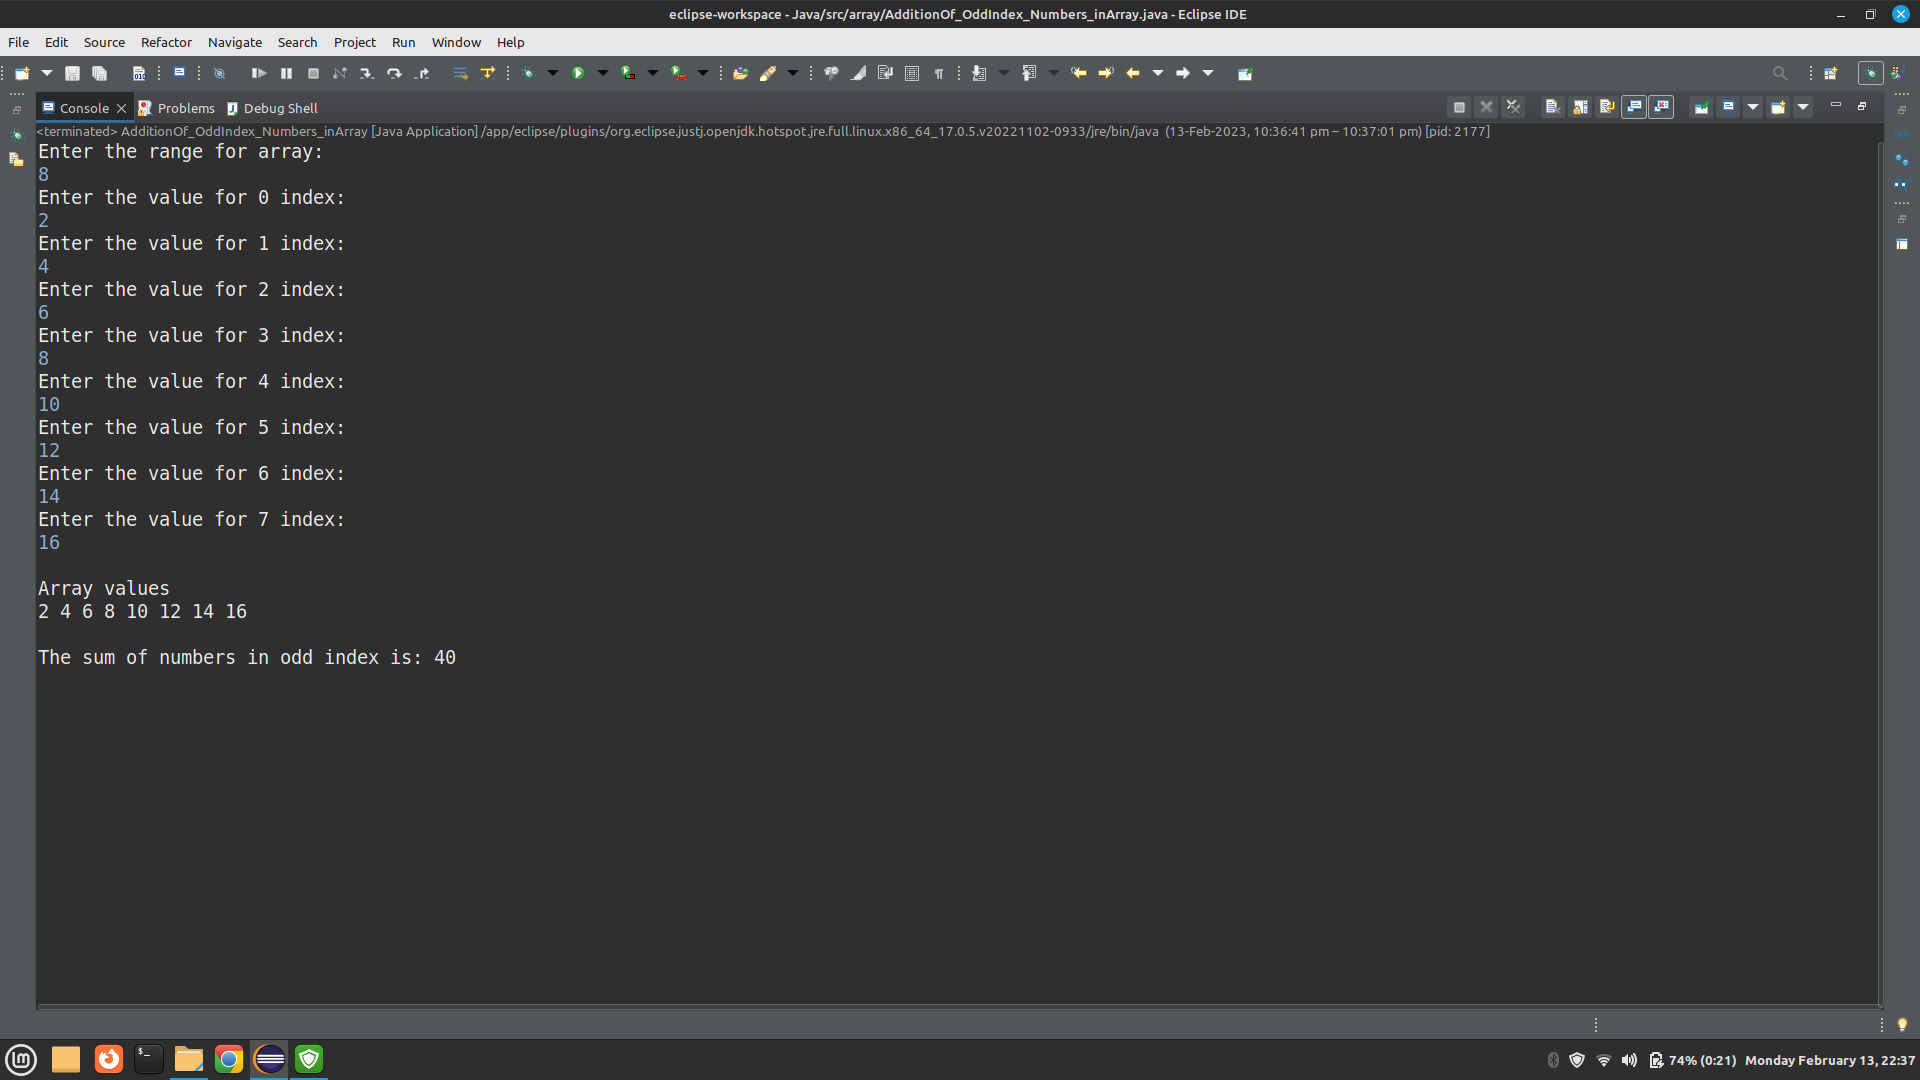 eclipse-workspace - Java/src/array/AdditionOf_OddIndex_Numbers_inArray.java - Eclipse IDE
File Edit Source Refactor Navigate Search Project Run Window Help
Console Problems Debug Shell
<terminated> AdditionOf_OddIndex_Numbers_inArray [Java Application] /app/eclipse/plugins/org.eclipse.justj.openjdk.hotspot.jre.full.linux.x86_64_17.0.5.v20221102-0933/jre/bin/java (13-Feb-2023, 10:36:41 pm – 10:37:01 pm) [pid: 2177]
Enter the range for array:
8
Enter the value for 0 index:
2
Enter the value for 1 index:
4
Enter the value for 2 index:
6
Enter the value for 3 index:
8
Enter the value for 4 index:
10
Enter the value for 5 index:
12
Enter the value for 6 index:
14
Enter the value for 7 index:
16
Array values
2 4 6 8 10 12 14 16
The sum of numbers in odd index is: 40
74% (0:21) Monday February 13, 22:37